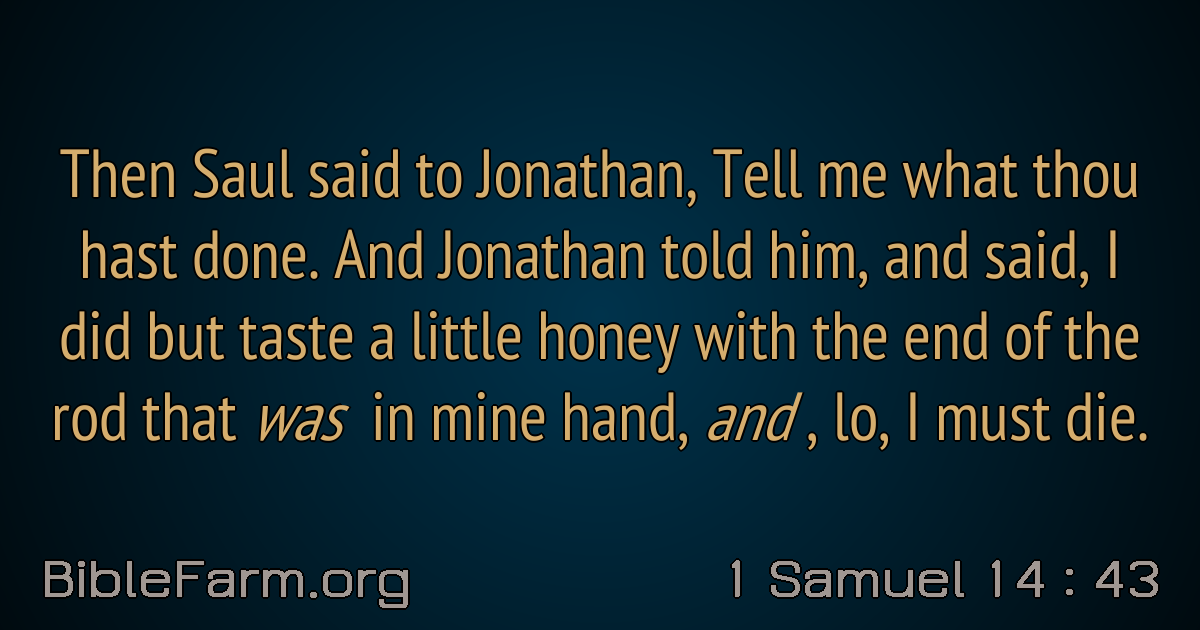 Then Saul said to Jonathan, Tell me what thou
hast done. And Jonathan told him, and said, I
did but taste a little honey with the end of the
rod that was in mine hand, and , lo, I must die.
BibleFarm.org
1 Samuel 14 : 43